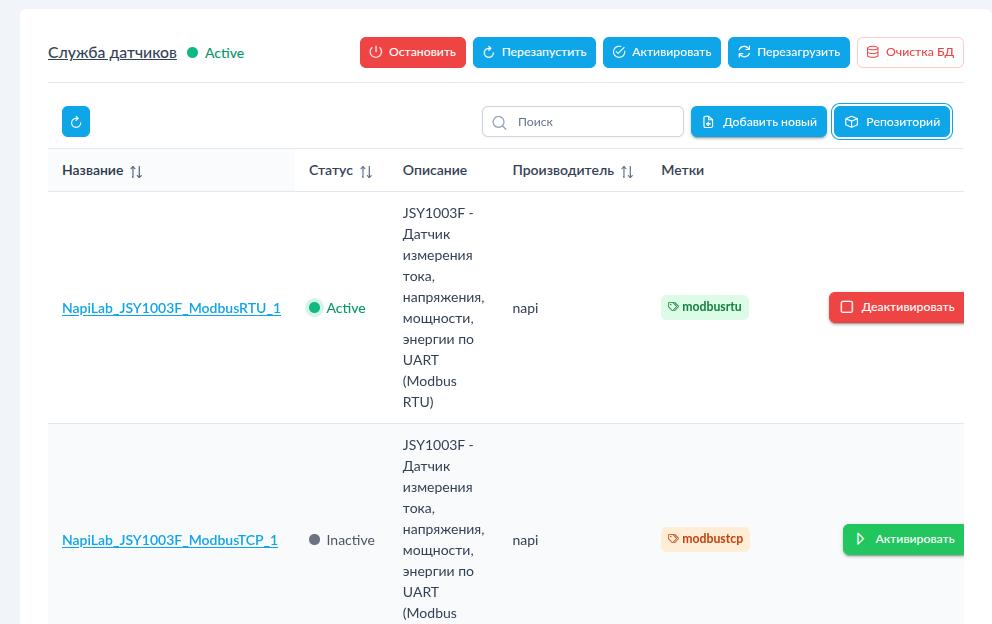 Служба датчиков Active Остановить Перезапустить Активировать Перезагрузить Очистка БД
Поиск Добавить новый Репозиторий
Название Статус Описание Производитель Метки
JSY1003F -
Датчик
измерения
тока,
напряжения,
NapiLab_JSY1003F_ModbusRTU_1 Active napi modbusrtu Деактивировать
мощности,
энергии по
UART
(Modbus
RTU)
JSY1003F -
Датчик
измерения
тока,
напряжения,
NapiLab_JSY1003F_ModbusTCP_1 Inactive napi modbustcp Активировать
мощности,
энергии по
UART
(Modbus